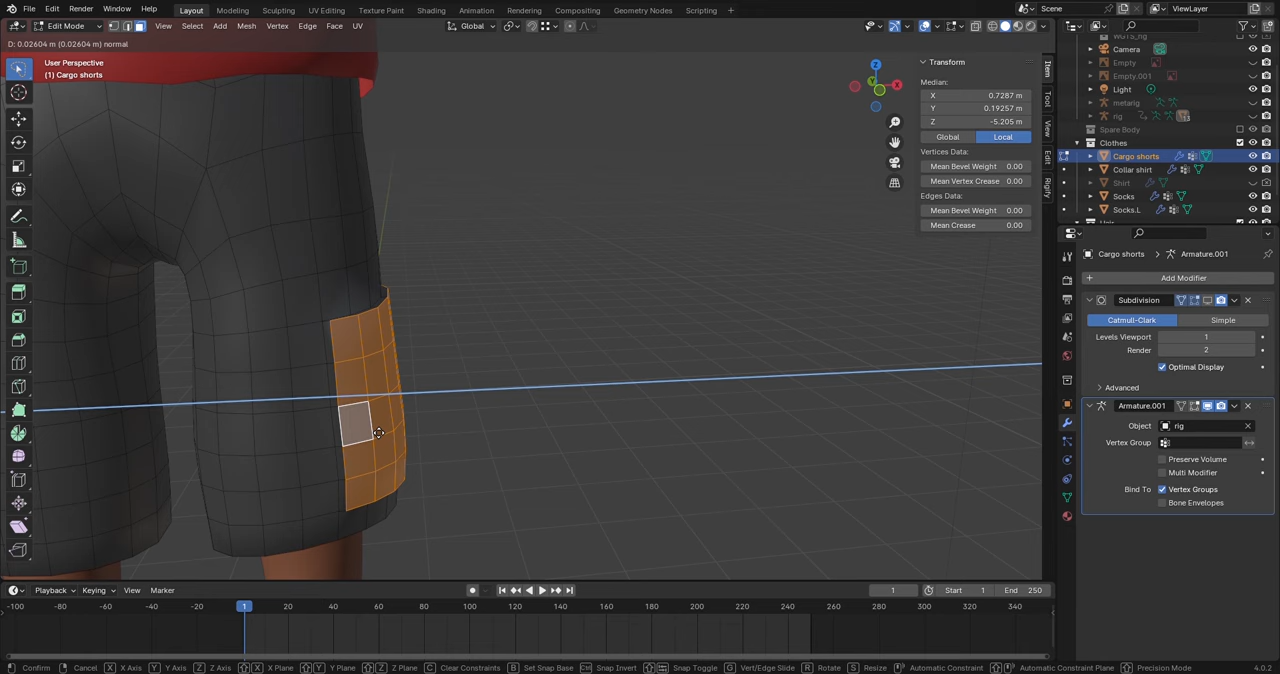 File Edit Render Window Help Layout Modeling Sculpting UV Editing Texture Paint Shading Animation Rendering Compositing Geometry Nodes Scripting + Scene ViewLayer
Edit Mode View Select Add Mesh Vertex Edge Face UV Global
D: 0.02604 m (0.02604 m) normal
User Perspective
(1) Cargo shorts
Z
X
Y
Transform
Median:
X 0.7287 m
Y 0.19257 m
Z -5.205 m
Global Local
Vertices Data:
Mean Bevel Weight 0.00
Mean Vertex Crease 0.00
Edges Data:
Mean Bevel Weight 0.00
Mean Crease 0.00
Item
Tool
View
Edit
Rigify
WGTS_rig
Camera
Empty
Empty.001
Light
metarig
rig
Spare Body
Clothes
Cargo shorts
Collar shirt
Shirt
Socks
Socks.L
Cargo shorts > Armature.001
+ Add Modifier
Subdivision
Catmull-Clark Simple
Levels Viewport 1
Render 2
Optimal Display
> Advanced
Armature.001
Object rig
Vertex Group
Preserve Volume
Multi Modifier
Bind To Vertex Groups
Bone Envelopes
Playback Keying View Marker 1 Start 1 End 250
-100 -80 -60 -40 -20 1 20 40 60 80 100 120 140 160 180 200 220 240 260 280 300 320 340
Confirm Cancel X X Axis Y Y Axis Z Z Axis X X Plane Y Y Plane Z Z Plane C Clear Constraints B Set Snap Base Snap Invert Snap Toggle G Vert/Edge Slide R Rotate S Resize Automatic Constraint Automatic Constraint Plane Precision Mode 4.0.2